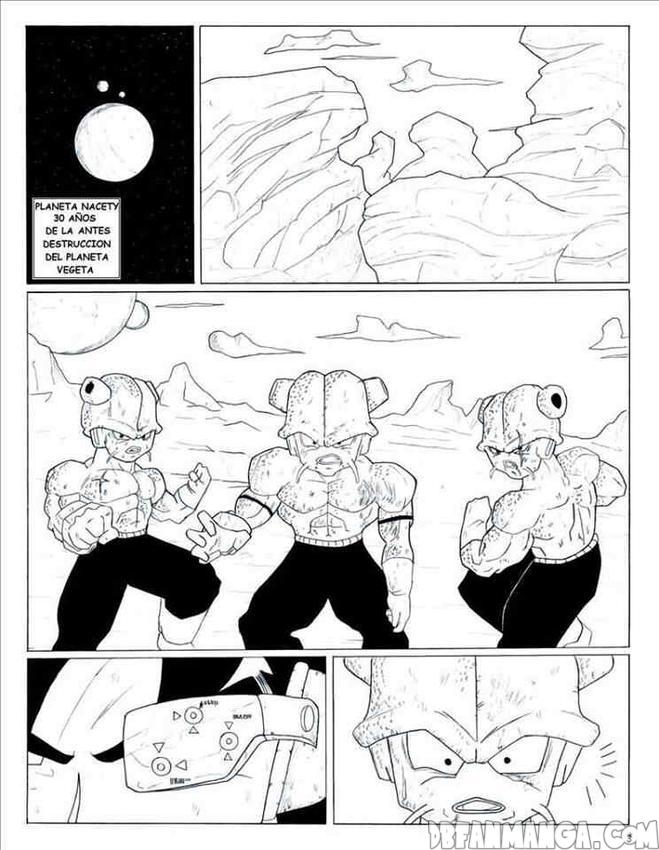 PLANETA NACETY
30 AÑOS
DE LA ANTES
DESTRUCCION
DEL PLANETA
VEGETA
DBFANMANGA.COM